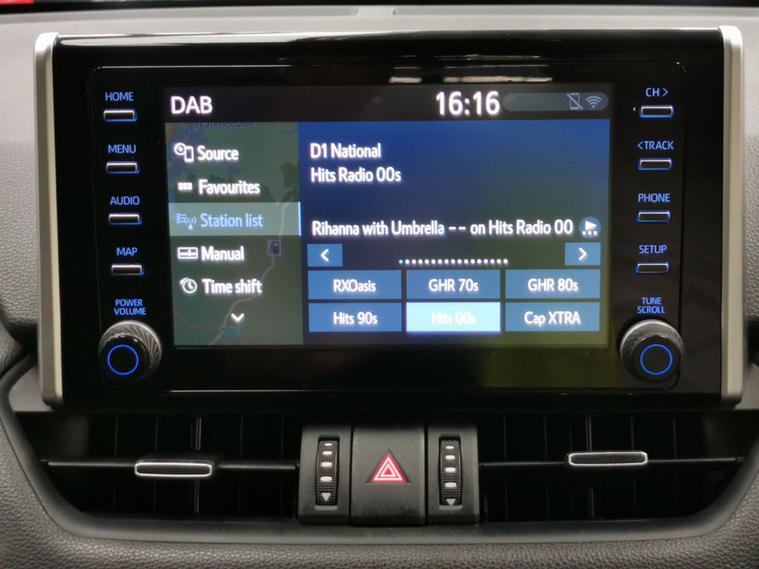 HOME
MENU
AUDIO
MAP
POWER
VOLUME
DAB
16:16
Source
Favourites
Station list
Manual
Time shift
D1 National
Hits Radio 00s
Rihanna with Umbrella -- on Hits Radio 00
RXOasis
GHR 70s
GHR 80s
Hits 90s
Hits 00s
Cap XTRA
CH >
< TRACK
PHONE
SETUP
TUNE
SCROLL